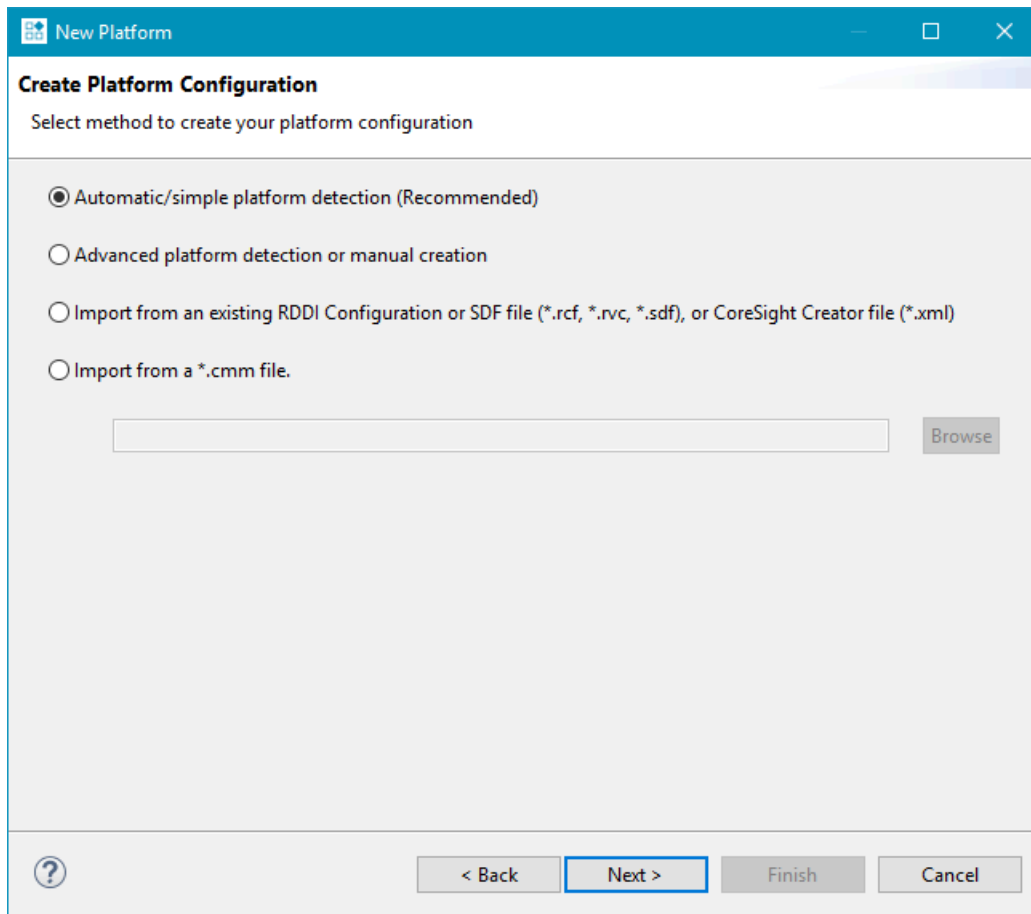 New Platform
Create Platform Configuration
Select method to create your platform configuration
Automatic/simple platform detection (Recommended)
Advanced platform detection or manual creation
Import from an existing RDDI Configuration or SDF file (*.rcf, *.rvc, *.sdf), or CoreSight Creator file (*.xml)
Import from a *.cmm file.
Browse
?
< Back
Next >
Finish
Cancel